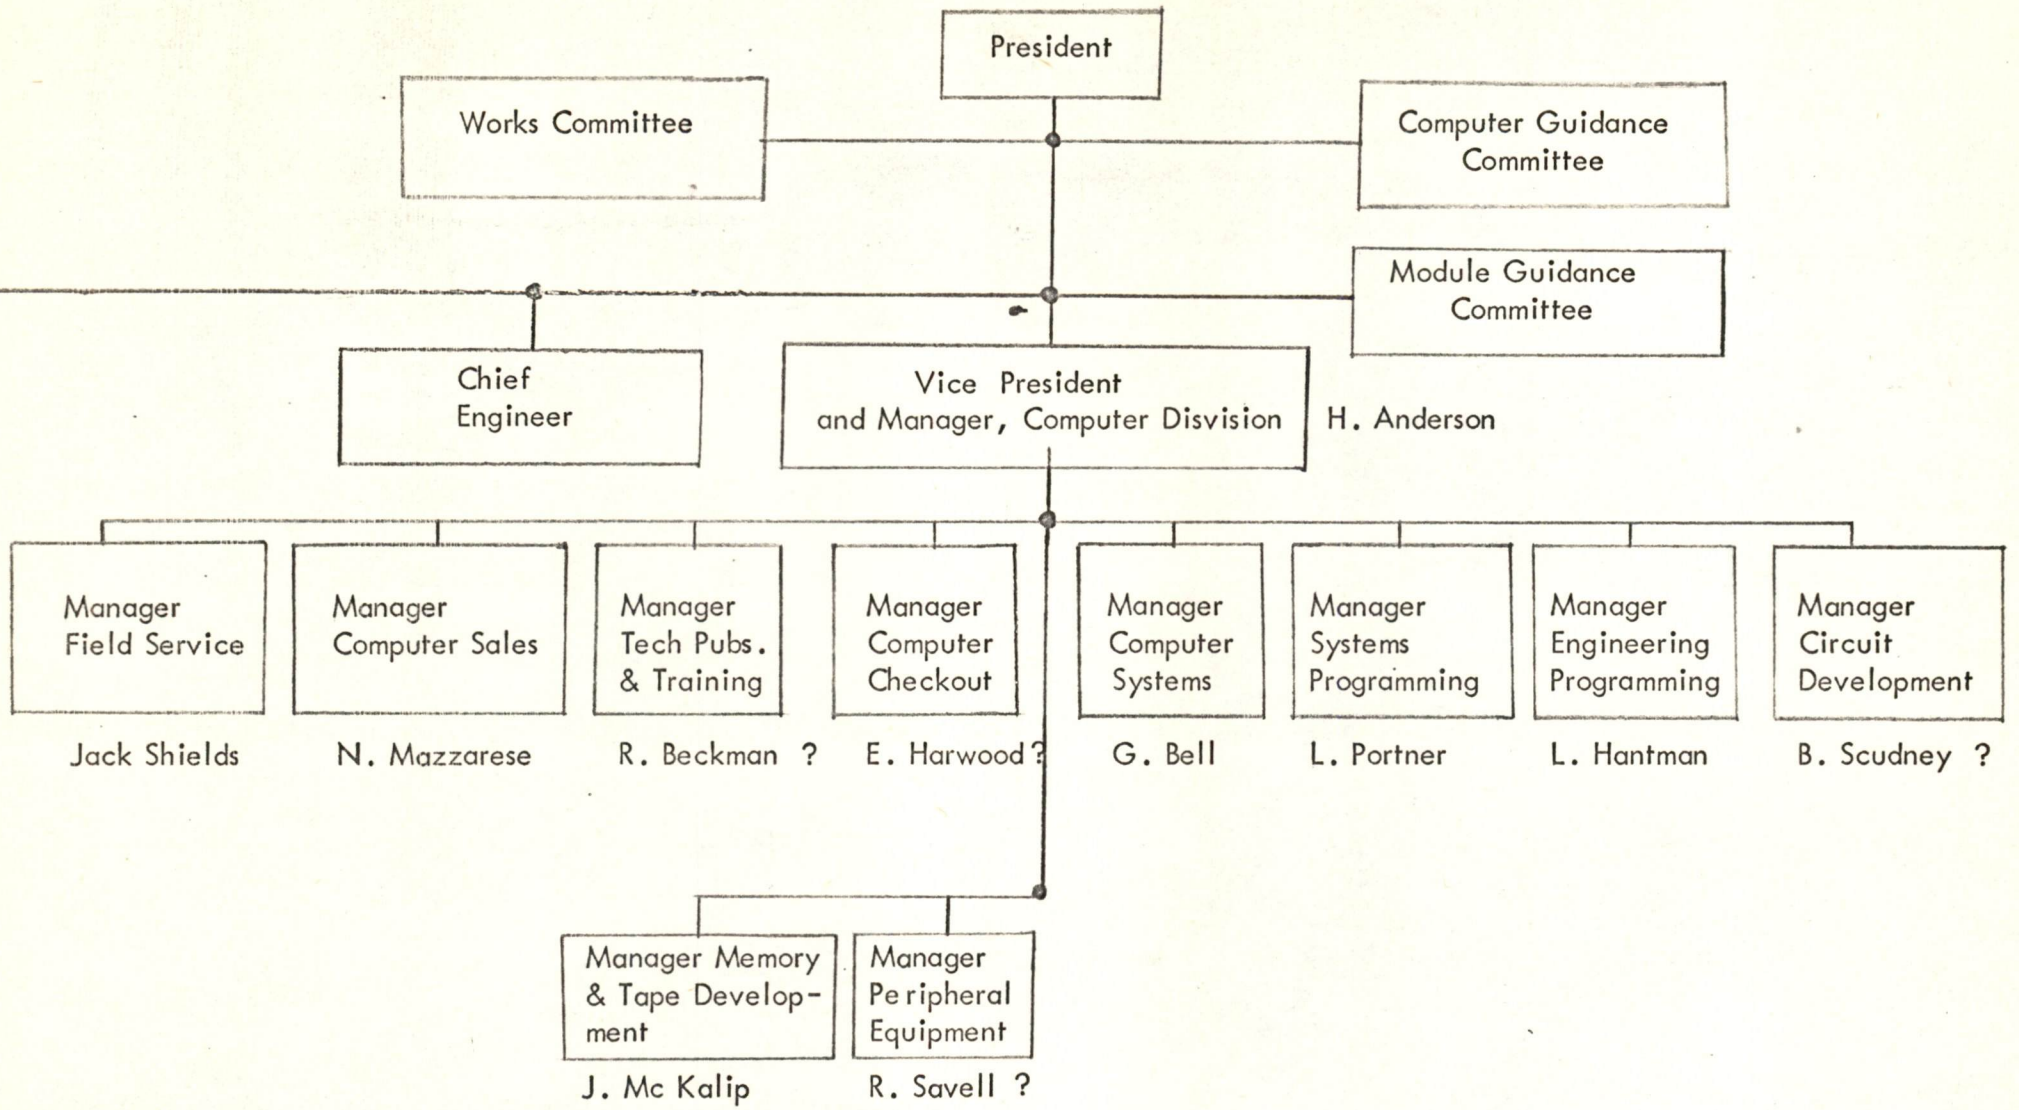 President
Works Committee
Computer Guidance
Committee
Module Guidance
Committee
Chief
Engineer
Vice President
and Manager, Computer Disvision
H. Anderson
Manager
Field Service
Jack Shields
Manager
Computer Sales
N. Mazzarese
Manager
Tech Pubs.
& Training
R. Beckman ?
Manager
Computer
Checkout
E. Harwood?
Manager
Computer
Systems
G. Bell
Manager
Systems
Programming
L. Portner
Manager
Engineering
Programming
L. Hantman
Manager
Circuit
Development
B. Scudney ?
Manager Memory
& Tape Develop-
ment
J. Mc Kalip
Manager
Peripheral
Equipment
R. Savell ?